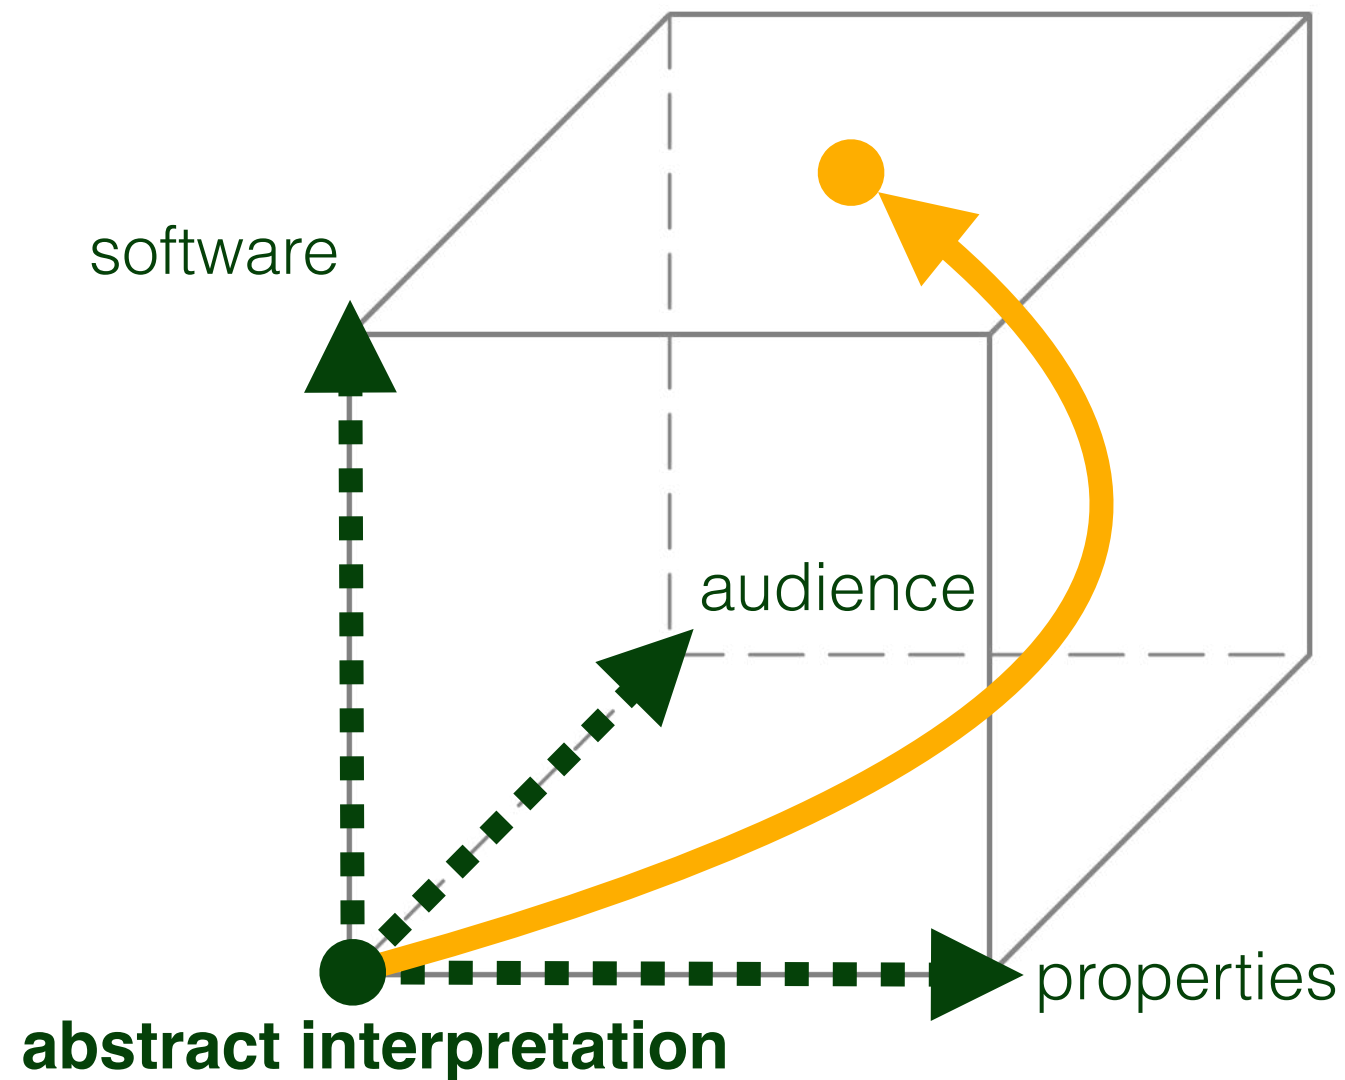 software
audience
properties
abstract interpretation